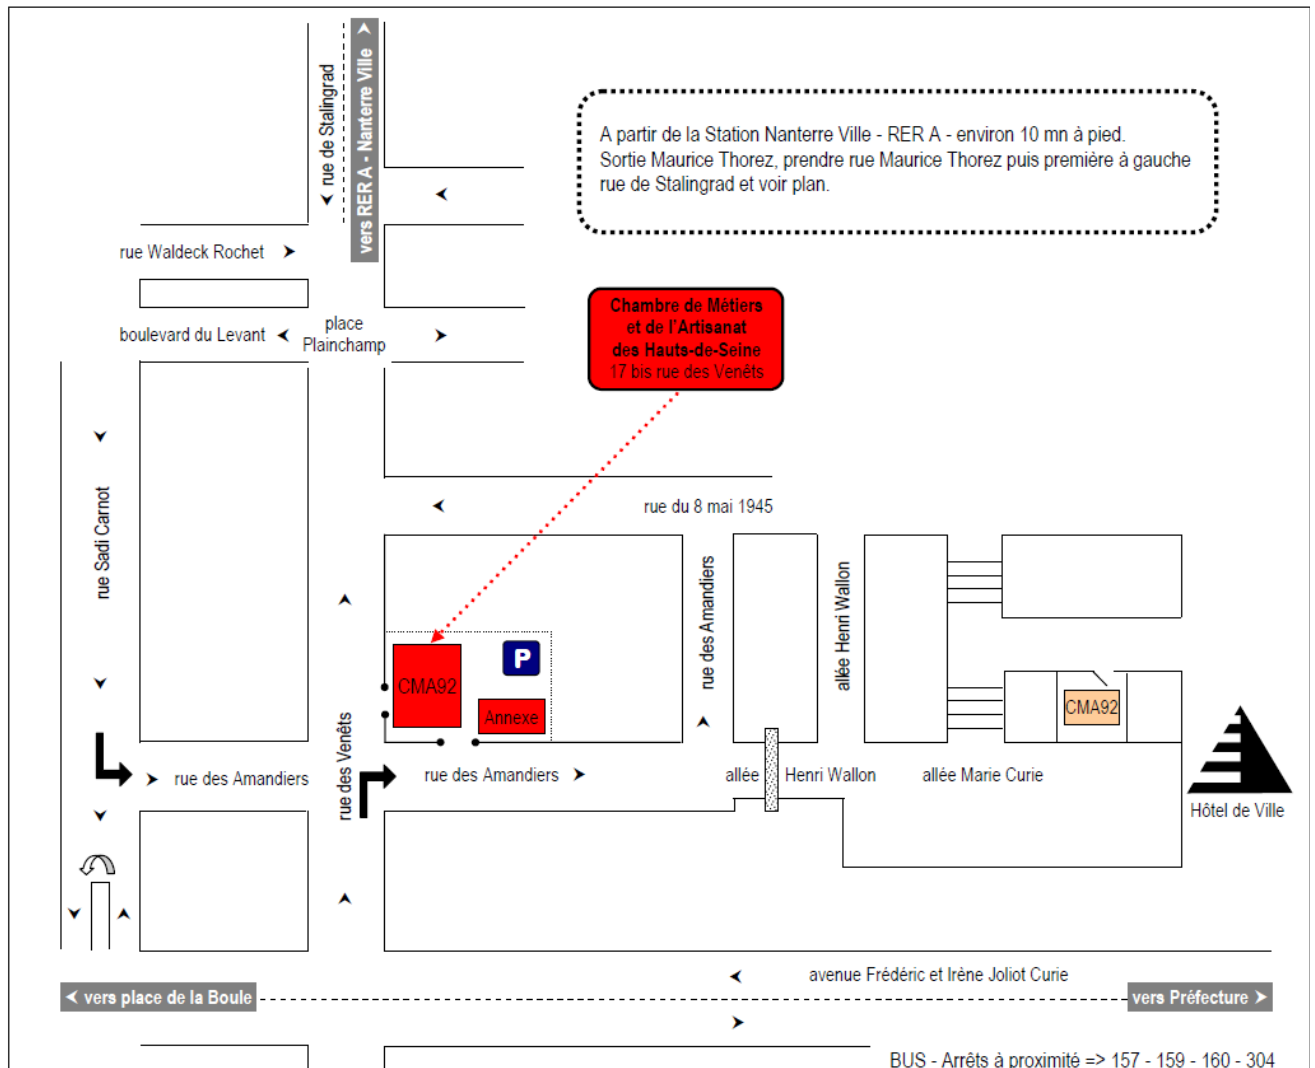 rue de Stalingrad
vers RER A - Nanterre Ville
A partir de la Station Nanterre Ville - RER A - environ 10 mn à pied.
Sortie Maurice Thorez, prendre rue Maurice Thorez puis première à gauche
rue de Stalingrad et voir plan.
rue Waldeck Rochet
Chambre de Métiers
et de l'Artisanat
des Hauts-de-Seine
17 bis rue des Venêts
boulevard du Levant
place
Plainchamp
rue Sadi Carnot
rue du 8 mai 1945
rue des Amandiers
allée Henri Wallon
P
CMA92
Annexe
CMA92
rue des Venêts
rue des Amandiers
rue des Amandiers
allée
Henri Wallon
allée Marie Curie
Hôtel de Ville
avenue Frédéric et Irène Joliot Curie
vers place de la Boule
vers Préfecture
BUS - Arrêts à proximité => 157 - 159 - 160 - 304